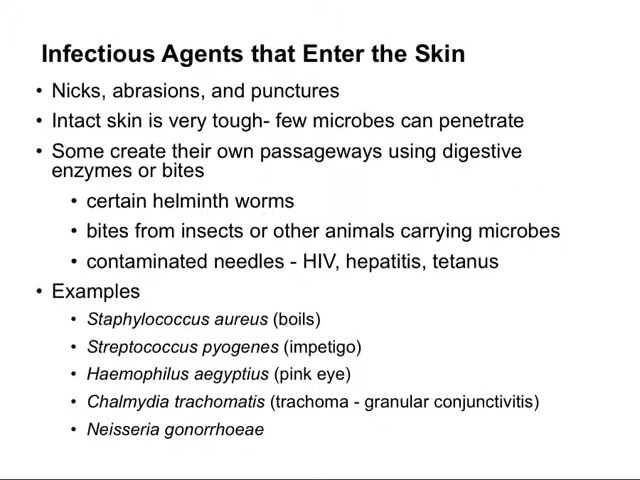 Infectious Agents that Enter the Skin
• Nicks, abrasions, and punctures
• Intact skin is very tough- few microbes can penetrate
• Some create their own passageways using digestive
enzymes or bites
• certain helminth worms
• bites from insects or other animals carrying microbes
• contaminated needles - HIV, hepatitis, tetanus
• Examples
• Staphylococcus aureus (boils)
• Streptococcus pyogenes (impetigo)
• Haemophilus aegyptius (pink eye)
• Chalmydia trachomatis (trachoma - granular conjunctivitis)
• Neisseria gonorrhoeae